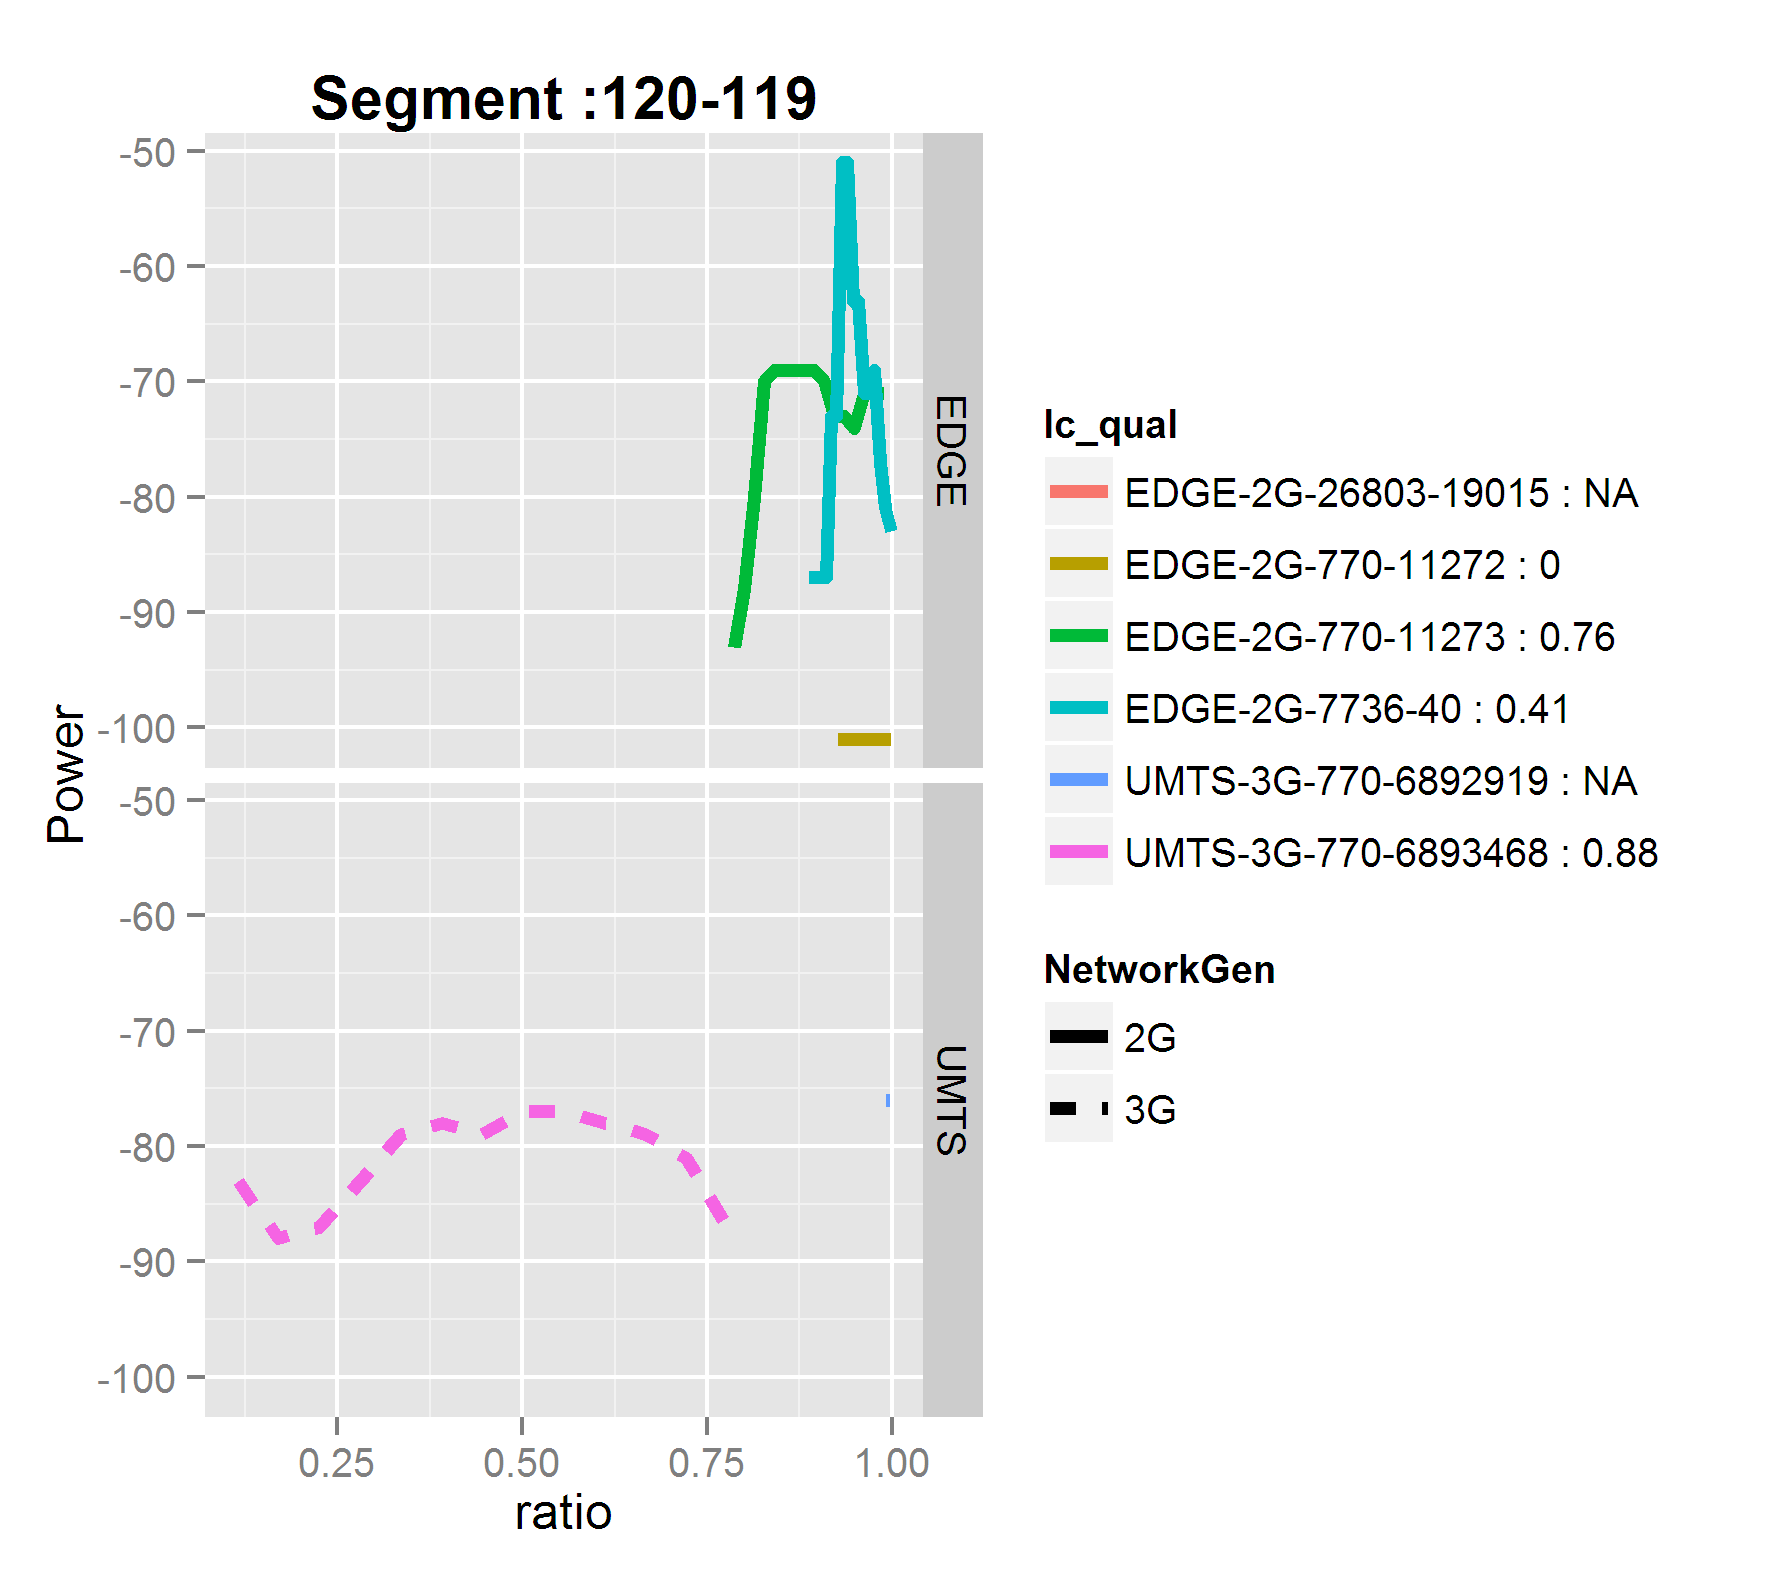 Segment :120-119
Power
-50
-60
-70
-80
-90
-100
EDGE
-50
-60
-70
-80
-90
-100
UMTS
0.25 0.50 0.75 1.00
ratio
lc_qual
EDGE-2G-26803-19015 : NA
EDGE-2G-770-11272 : 0
EDGE-2G-770-11273 : 0.76
EDGE-2G-7736-40 : 0.41
UMTS-3G-770-6892919 : NA
UMTS-3G-770-6893468 : 0.88
NetworkGen
2G
3G